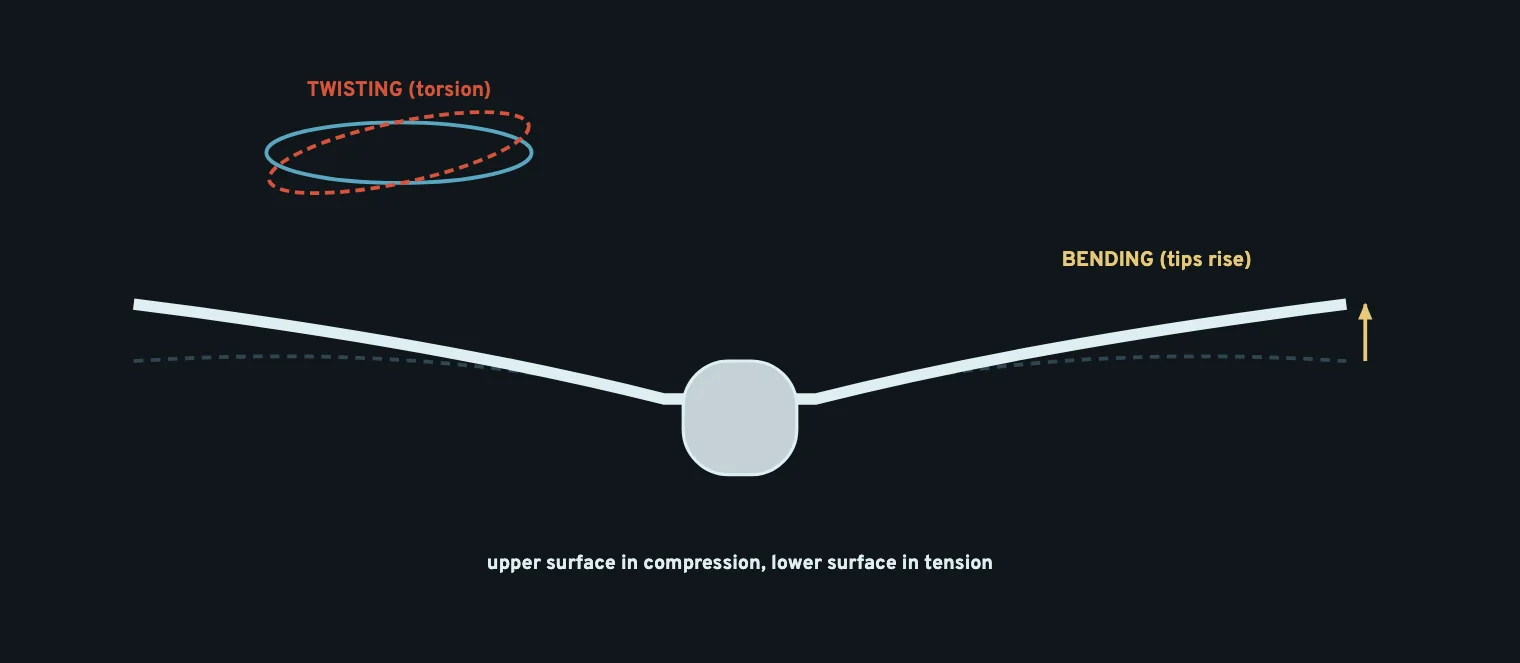 TWISTING (torsion)
BENDING (tips rise)
upper surface in compression, lower surface in tension